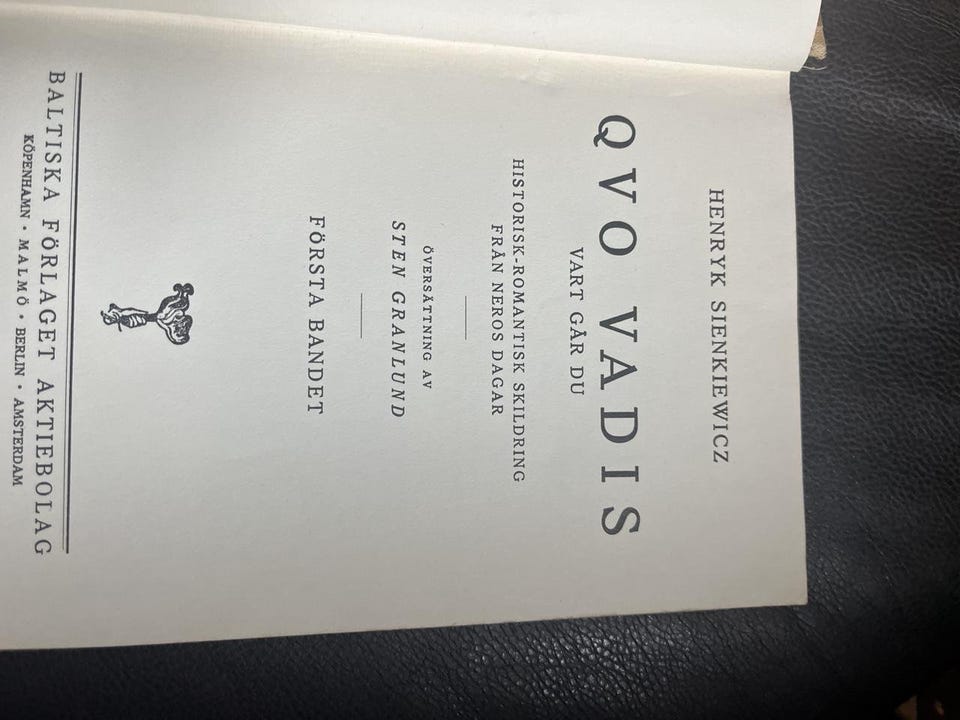 HENRYK SIENKIEWICZ
QVO VADIS
VART GÅR DU
HISTORISK-ROMANTISK SKILDRING
FRÅN NEROS DAGAR
ÖVERSÄTTNING AV
STEN GRANLUND
FÖRSTA BANDET
BALTISKA FÖRLAGET AKTIEBOLAG
KÖPENHAMN · MALMÖ · BERLIN · AMSTERDAM